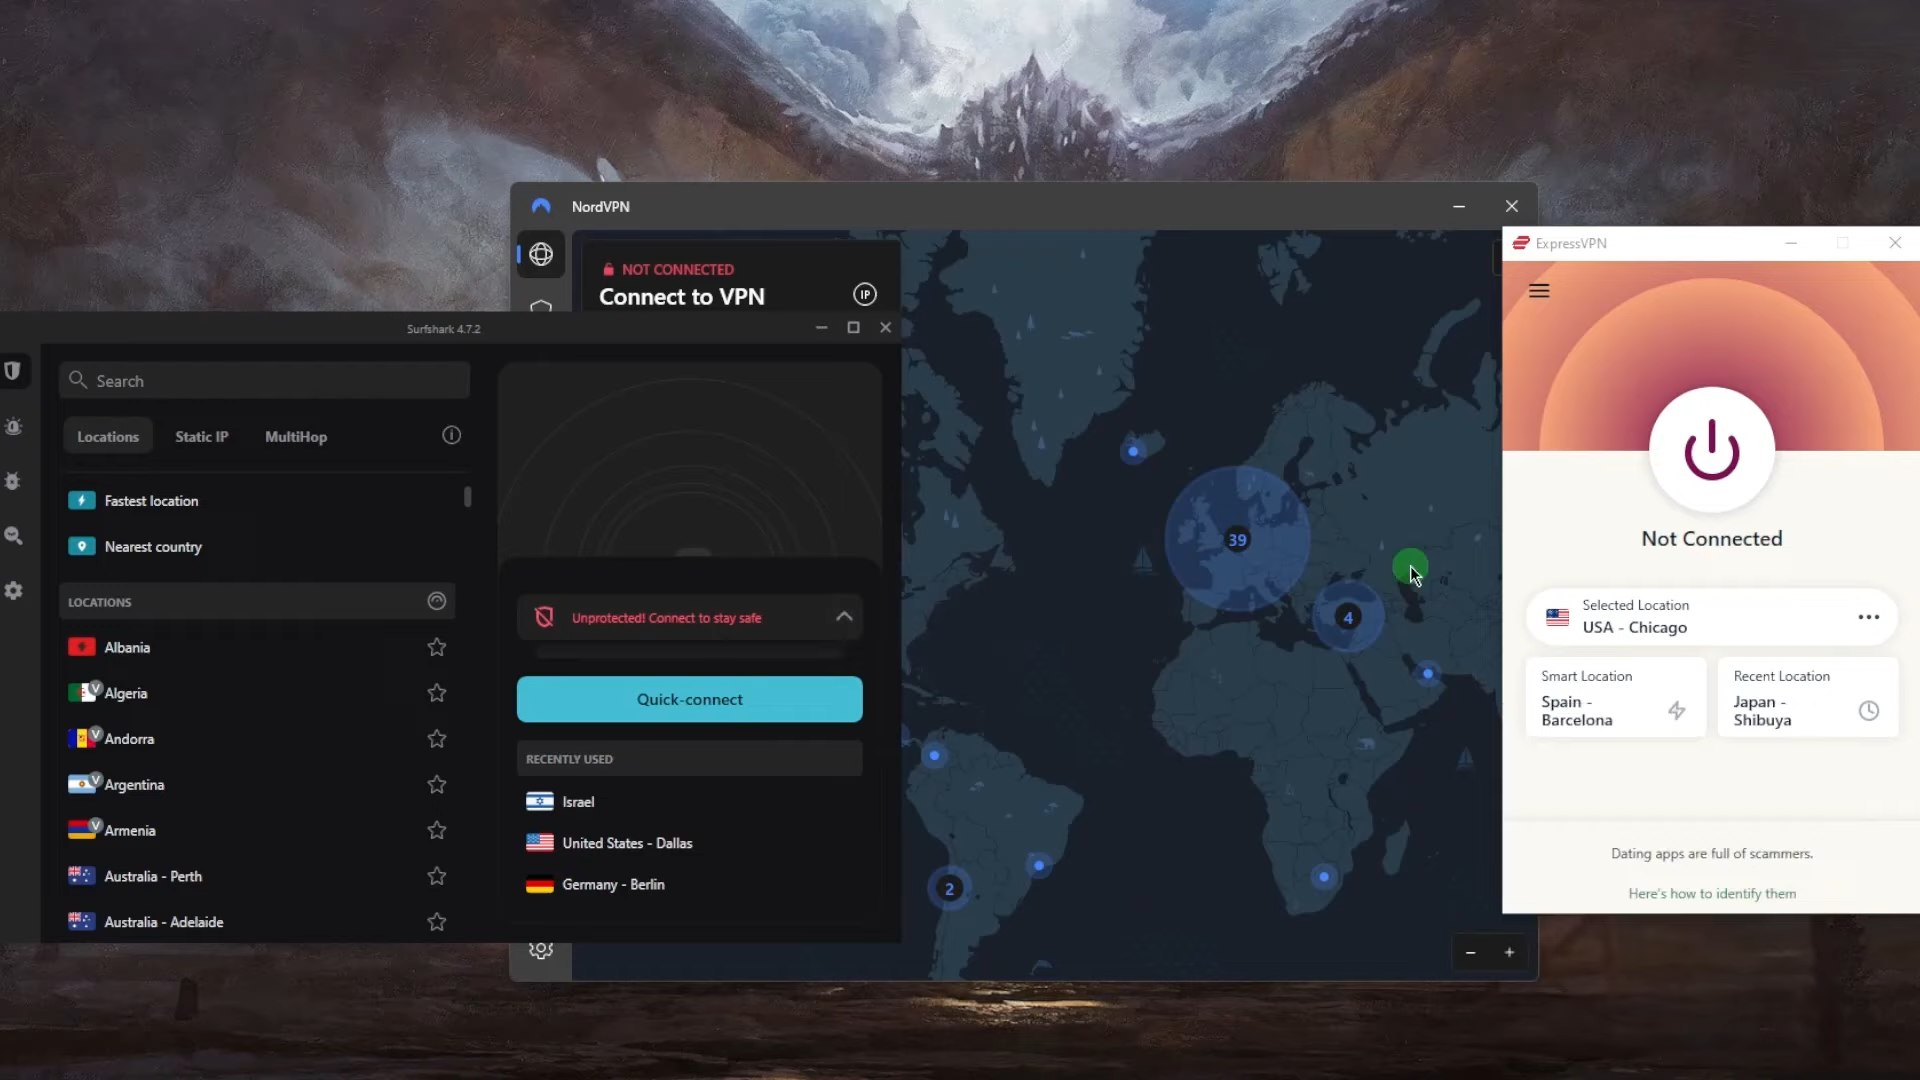 NordVPN
NOT CONNECTED
Connect to VPN
IP
Surfshark 4.7.2
Search
Locations
Static IP
MultiHop
Fastest location
Nearest country
LOCATIONS
Albania
V
Algeria
V
Andorra
V
Argentina
V
Armenia
Australia - Perth
Australia - Adelaide
Unprotected! Connect to stay safe
Quick-connect
RECENTLY USED
Israel
United States - Dallas
Germany - Berlin
39
4
2
ExpressVPN
Not Connected
Selected Location
USA - Chicago
Smart Location
Spain -
Barcelona
Recent Location
Japan -
Shibuya
Dating apps are full of scammers.
Here's how to identify them